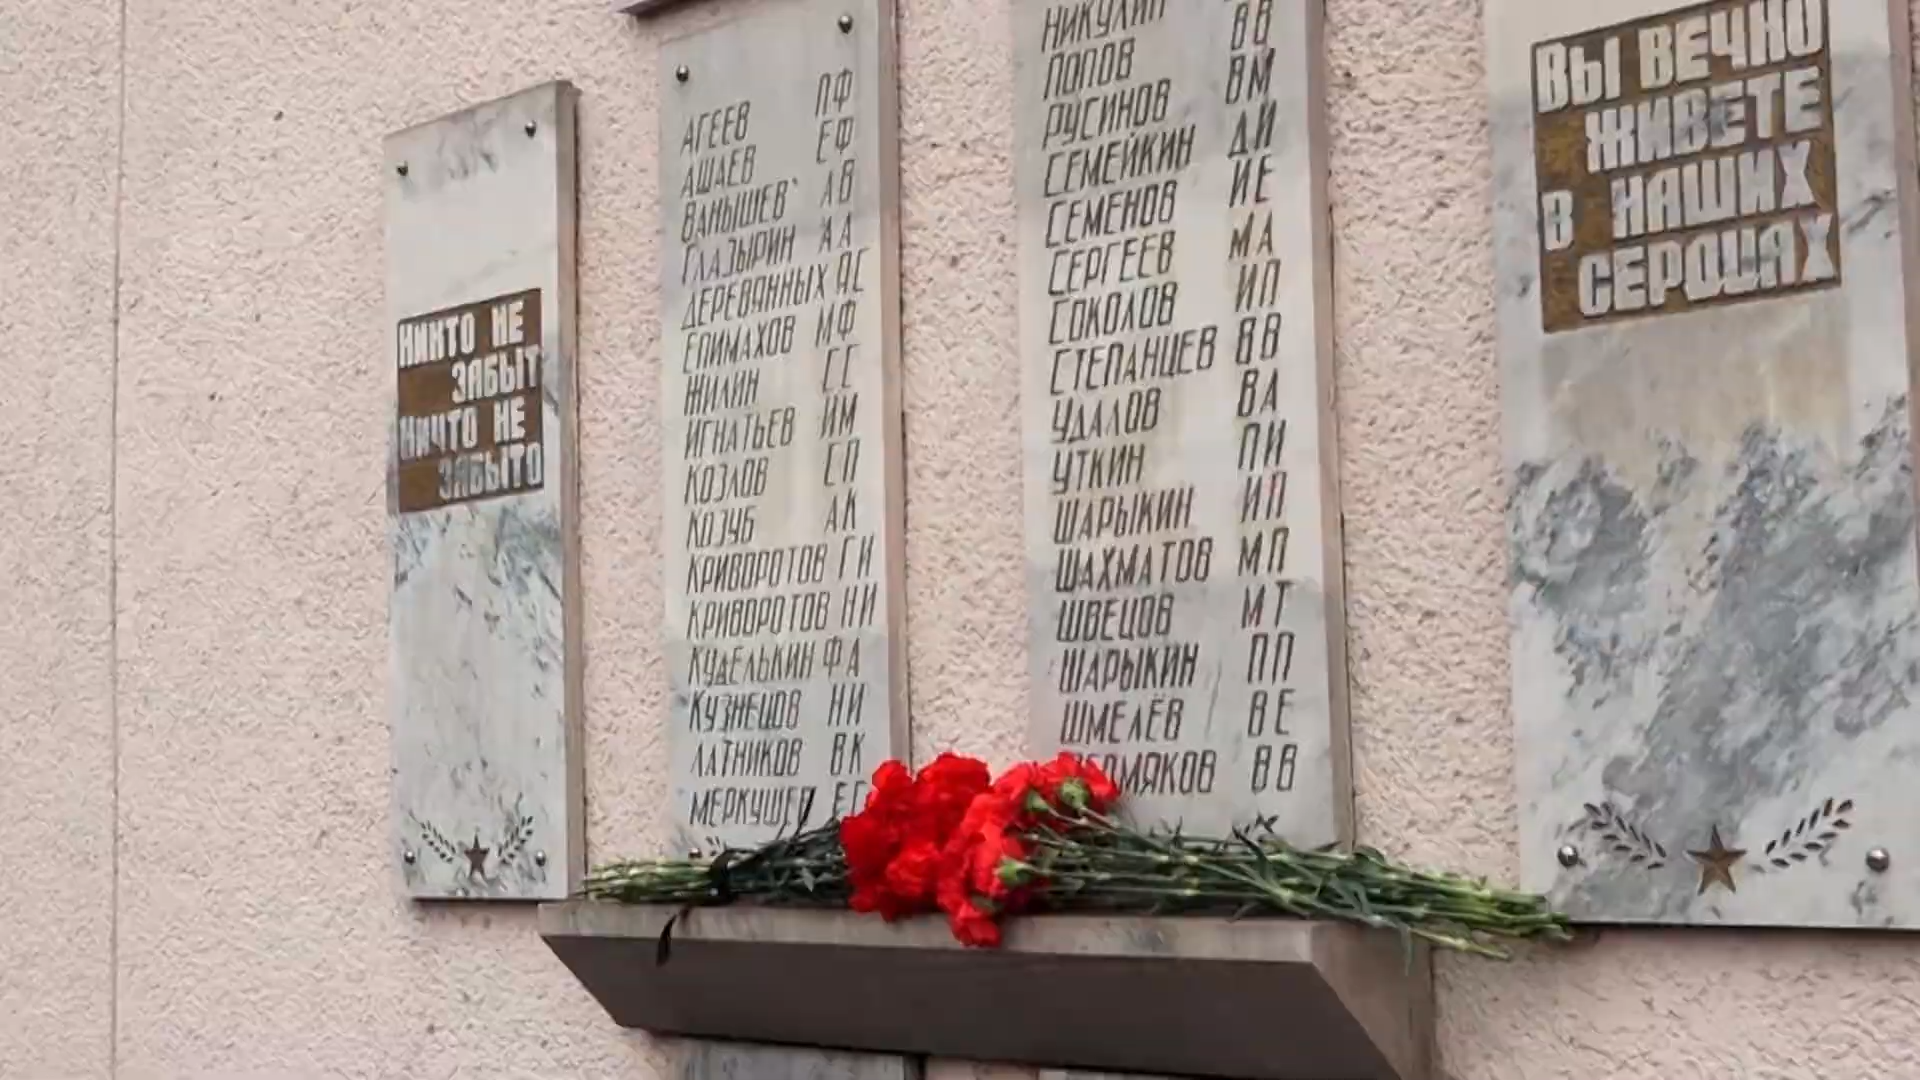 НИКТО НЕ
ЗАБЫТ
НИЧТО НЕ
ЗАБЫТО
АГЕЕВ ПФ
АШАЕВ ЕФ
ВАНЫШЕВ АВ
ГЛАЗЫРИН АА
ДЕРЕВЯННЫХ ЯС
ЕПИМАХОВ МФ
ЖИЛИН СС
ИГНАТЬЕВ ИМ
КОЗЛОВ СП
КОЗУБ АК
КРИВОРОТОВ ГИ
КРИВОРОТОВ НИ
КУДЕЛЬКИН ФА
КУЗНЕЦОВ НИ
ЛАТНИКОВ ВК
МЕРКУШЕВ
НИКУЛИН ВВ
ПОПОВ ВМ
РУСИНОВ ДИ
СЕМЕЙКИН ИЕ
СЕМЕНОВ МА
СЕРГЕЕВ ИП
СОКОЛОВ ВВ
СТЕПАНЦЕВ ВА
УДАЛОВ ПИ
УТКИН ИП
ШАРЫКИН МП
ШАХМАТОВ МТ
ШВЕЦОВ ПП
ШАРЫКИН ВЕ
ШМЕЛЁВ ВВ
ВЫ ВЕЧНО
ЖИВЕТЕ
В НАШИХ
СЕРДЦАХ